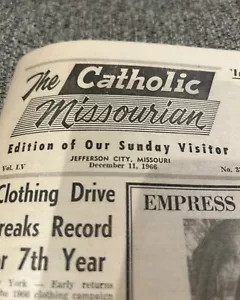 The Catholic
Missourian
Edition of Our Sunday Visitor
JEFFERSON CITY, MISSOURI
Vol. LV December 11, 1966 No.
Clothing Drive
reaks Record
r 7th Year
York — Early returns
1966 clothing campaign
EMPRESS